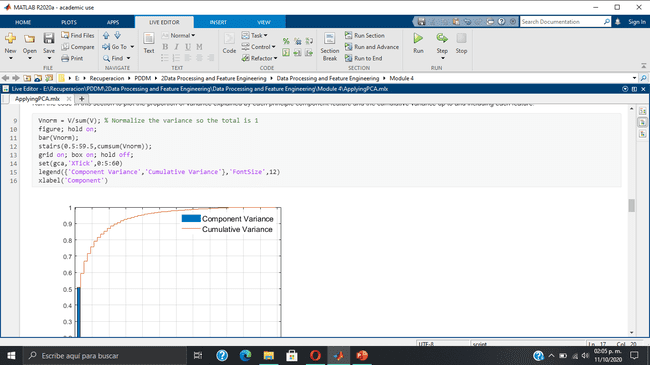 MATLAB R2020a - academic use
HOME PLOTS APPS LIVE EDITOR INSERT VIEW
Search Documentation Sign In
New Open Save Find Files Compare Print
Go To Find
Text Normal
B I U M
Code Task Control Refactor
Section Break Run Section Run and Advance Run to End
Run Step Stop
FILE NAVIGATE TEXT CODE SECTION RUN
E: Recuperacion PDDM 2Data Processing and Feature Engineering Data Processing and Feature Engineering Module 4
Live Editor - E:\Recuperacion\PDDM\2Data Processing and Feature Engineering\Data Processing and Feature Engineering\Module 4\ApplyingPCA.mlx
ApplyingPCA.mlx
9 Vnorm = V/sum(V); % Normalize the variance so the total is 1
10 figure; hold on;
11 bar(Vnorm);
12 stairs(0.5:59.5,cumsum(Vnorm));
13 grid on; box on; hold off;
14 set(gca,'XTick',0:5:60)
15 legend({'Component Variance','Cumulative Variance'},'FontSize',12)
16 xlabel('Component')
1
0.9
0.8
0.7
0.6
0.5
0.4
0.3
0.2
Component Variance
Cumulative Variance
UTF-8 script Ln 17 Col 20
Escribe aquí para buscar
02:05 p. m.
11/10/2020